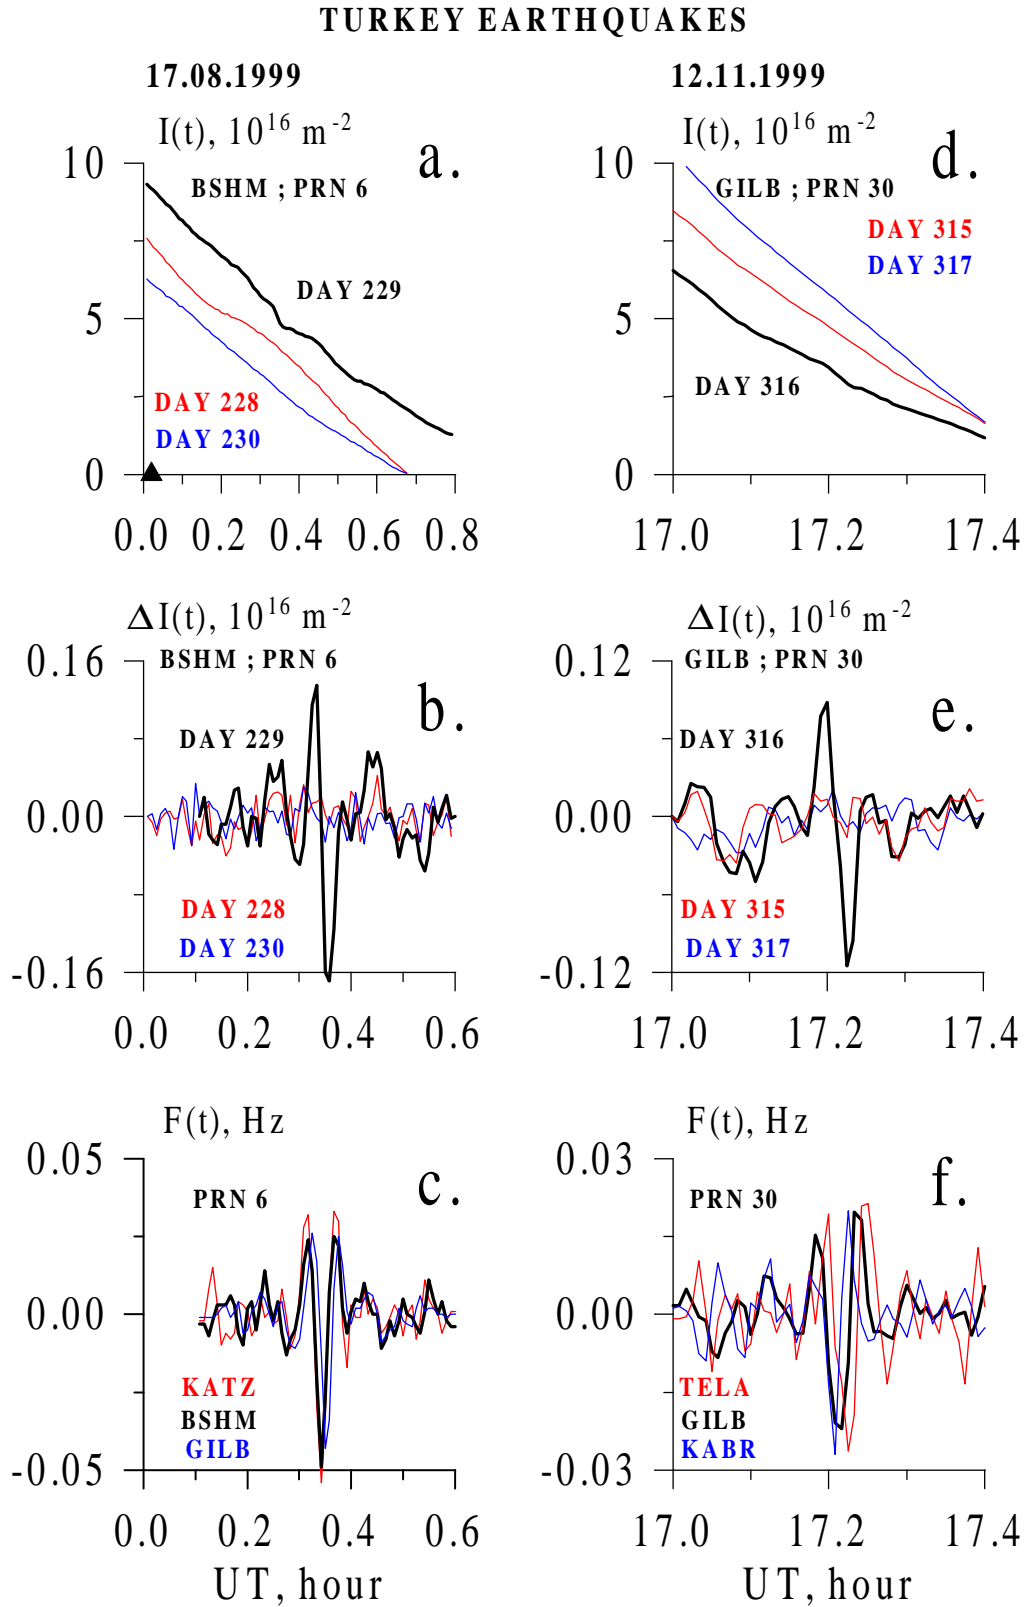 TURKEY EARTHQUAKES
17.08.1999
I(t), 10^16 m^-2
a.
10
BSHM ; PRN 6
DAY 229
5
DAY 228
DAY 230
0
0.0 0.2 0.4 0.6 0.8
ΔI(t), 10^16 m^-2
0.16
BSHM ; PRN 6
b.
DAY 229
0.00
DAY 228
DAY 230
-0.16
0.0 0.2 0.4 0.6
F(t), Hz
0.05
PRN 6
c.
0.00
KATZ
BSHM
GILB
-0.05
0.0 0.2 0.4 0.6
UT, hour
12.11.1999
I(t), 10^16 m^-2
d.
10
GILB ; PRN 30
DAY 315
DAY 317
5
DAY 316
0
17.0 17.2 17.4
ΔI(t), 10^16 m^-2
0.12
GILB ; PRN 30
e.
DAY 316
0.00
DAY 315
DAY 317
-0.12
17.0 17.2 17.4
F(t), Hz
0.03
PRN 30
f.
0.00
TELA
GILB
KABR
-0.03
17.0 17.2 17.4
UT, hour